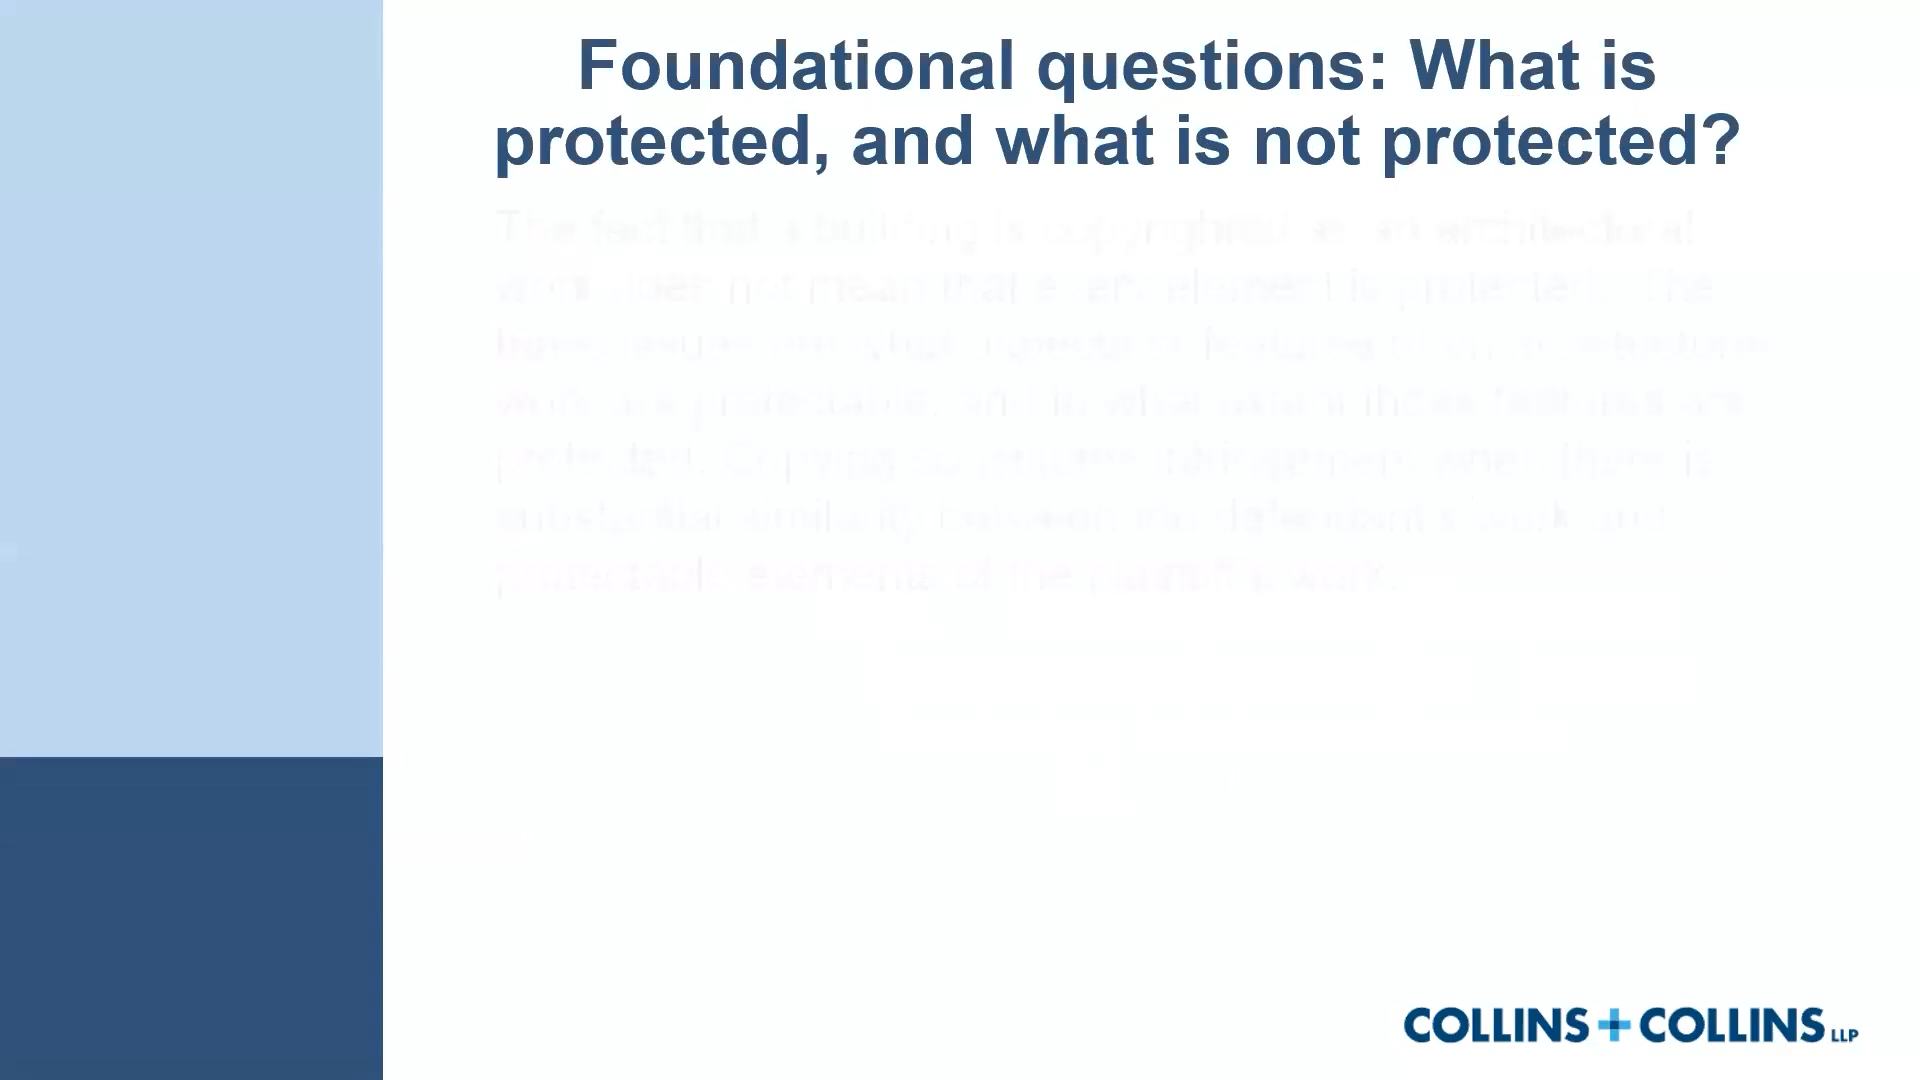 Foundational questions: What is
protected, and what is not protected?
The fact that a building is copyrighted as an architectural
work does not mean that every element is protected. The
issues are what aspects or features of an architectural
work are protectable, and to what extent those features are
protected. Copying constitutes infringement when there is
substantial similarity between the defendant's work and
protectable elements of the plaintiff's work.
COLLINS + COLLINS LLP